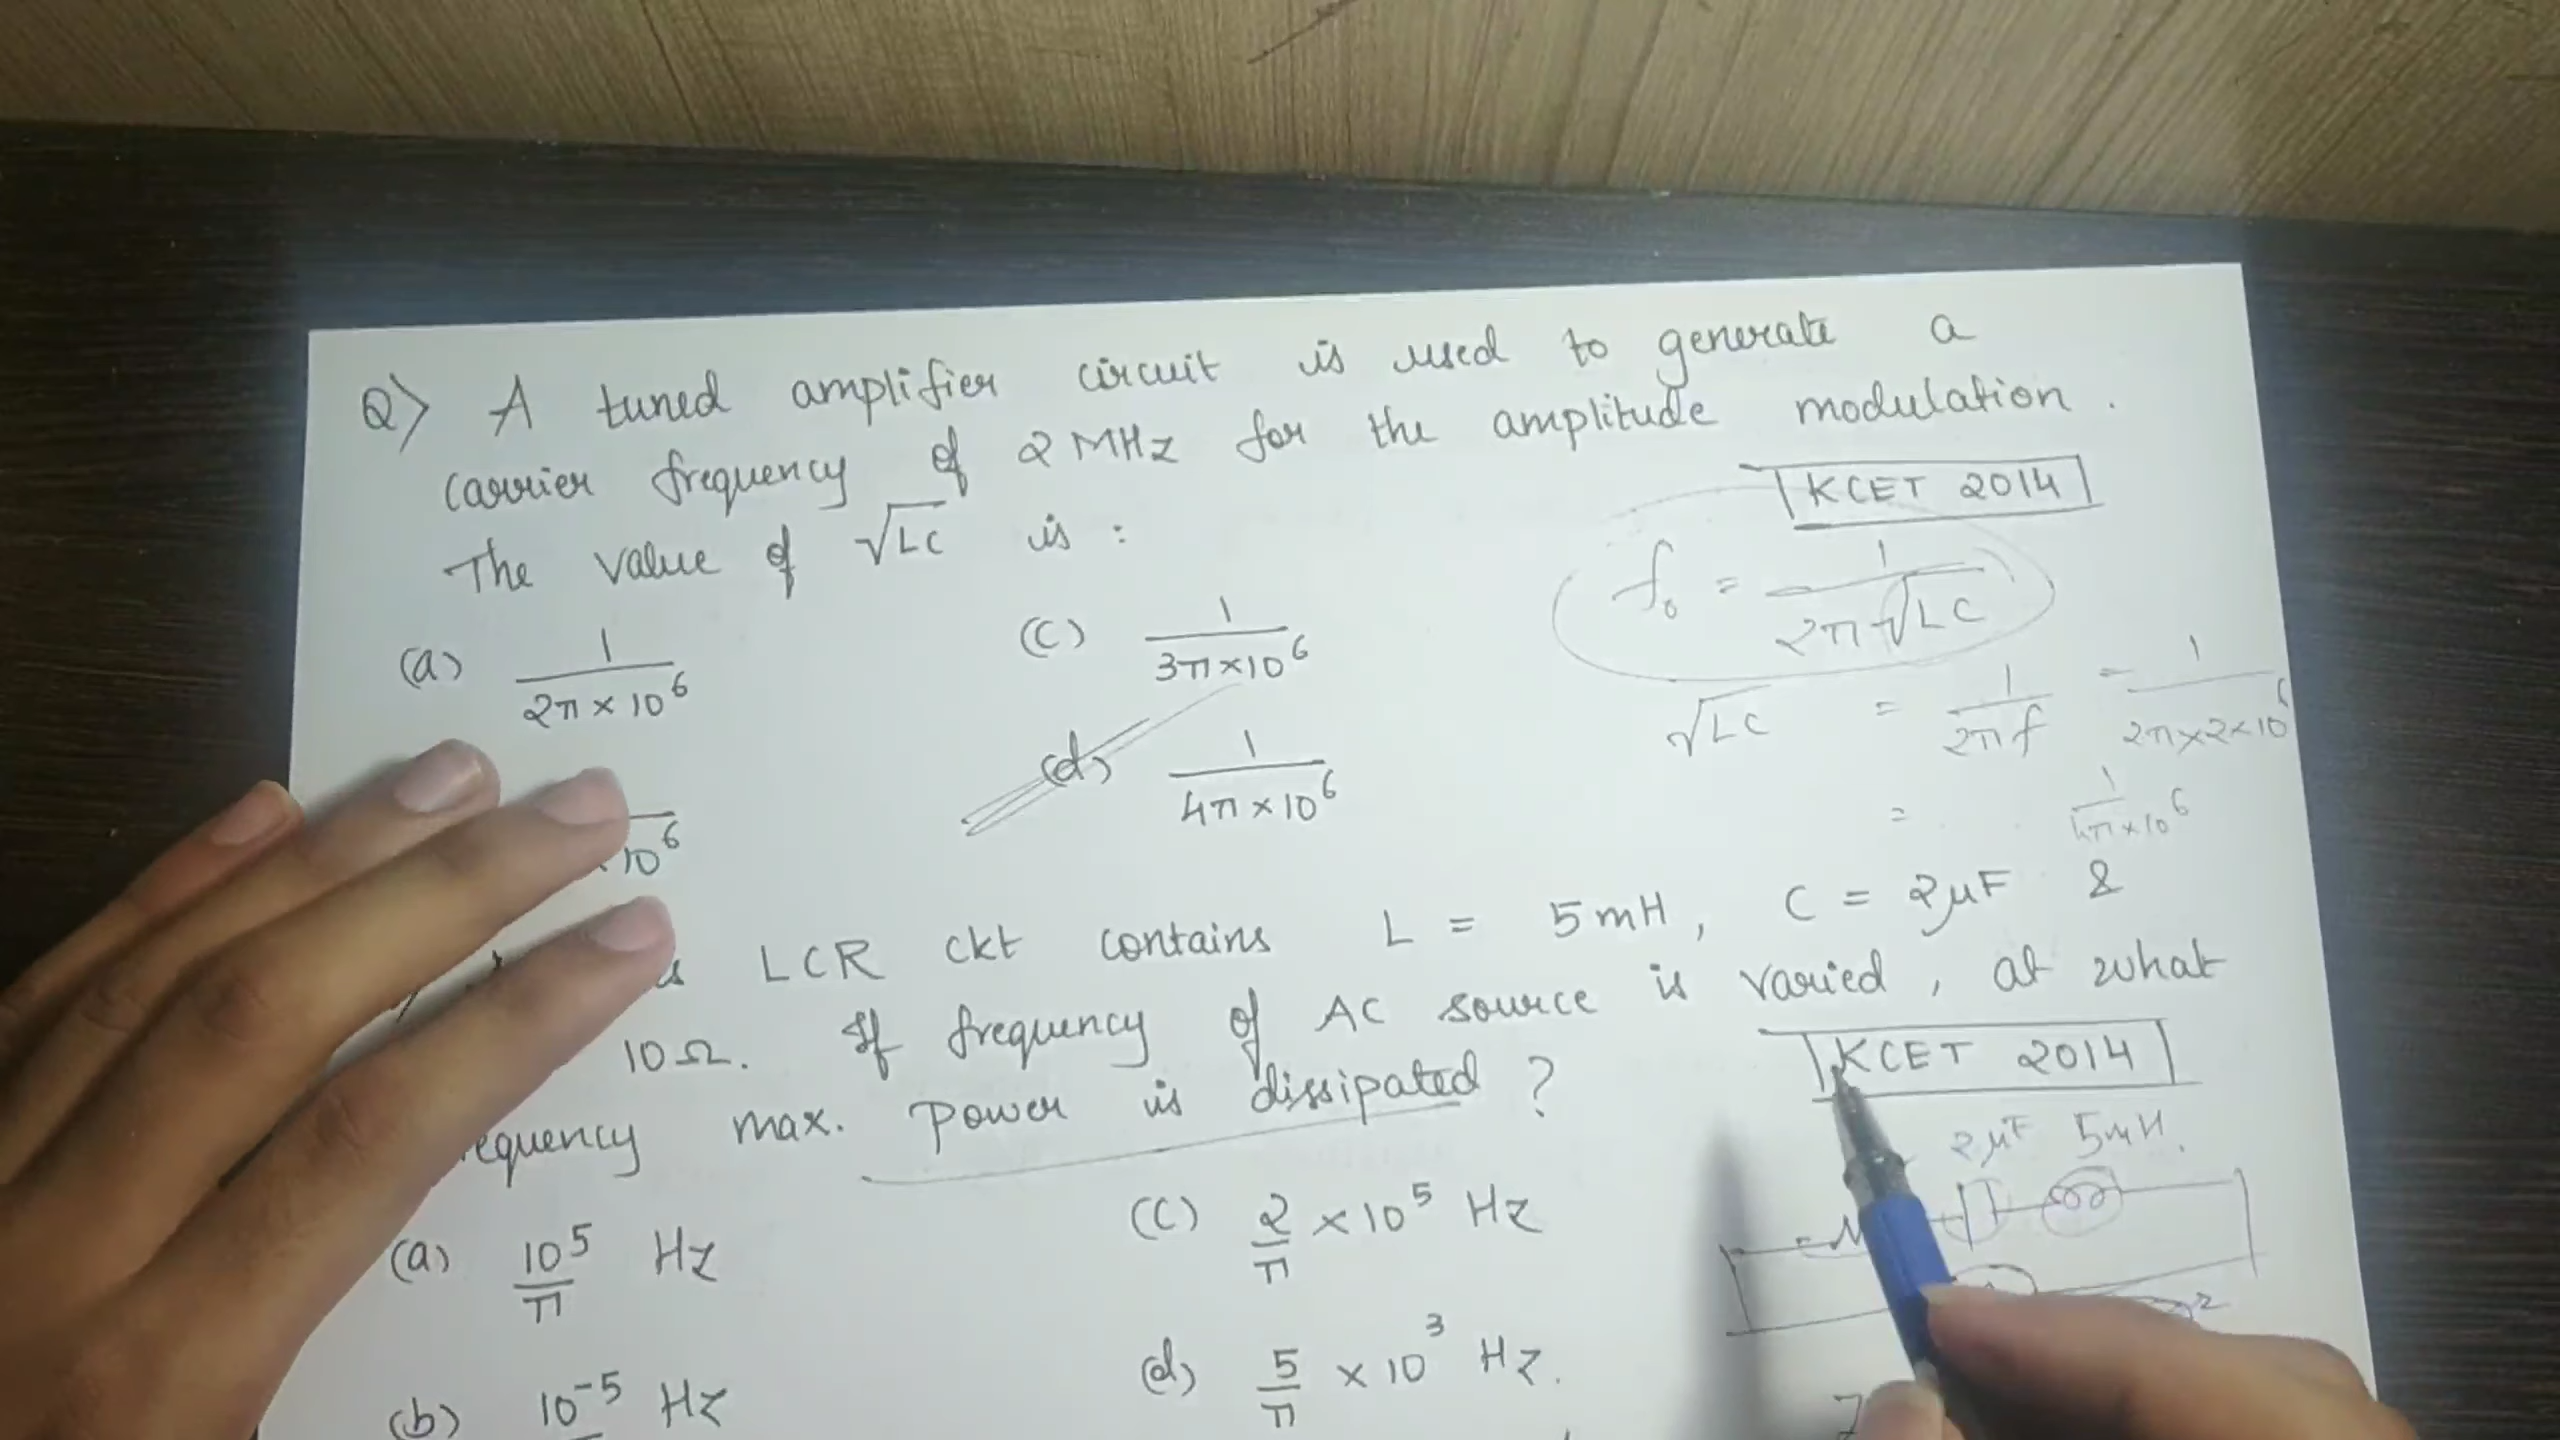 Q) A tuned amplifier circuit is used to generate a
carrier frequency of 2 MHz for the amplitude modulation.
KCET 2014
The value of √LC is :
f₀ = 1/(2π√LC)
(a) 1/(2π × 10⁶)
(c) 1/(3π × 10⁶)
√LC = 1/(2πf) = 1/(2π×2×10⁶)
(d) 1/(4π × 10⁶)
= 1/(4π×10⁶)
10⁶
LCR ckt contains L = 5mH, C = 2μF &
10Ω. If frequency of AC source is varied, at what
KCET 2014
equency max. power is dissipated ?
2μF 5mH.
(a) 10⁵/π Hz
(c) 2/π × 10⁵ Hz
(b) 10⁻⁵ Hz
(d) 5/π × 10³ Hz.